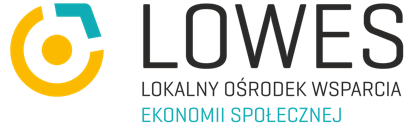 LOWES
LOKALNY OŚRODEK WSPARCIA
EKONOMII SPOŁECZNEJ